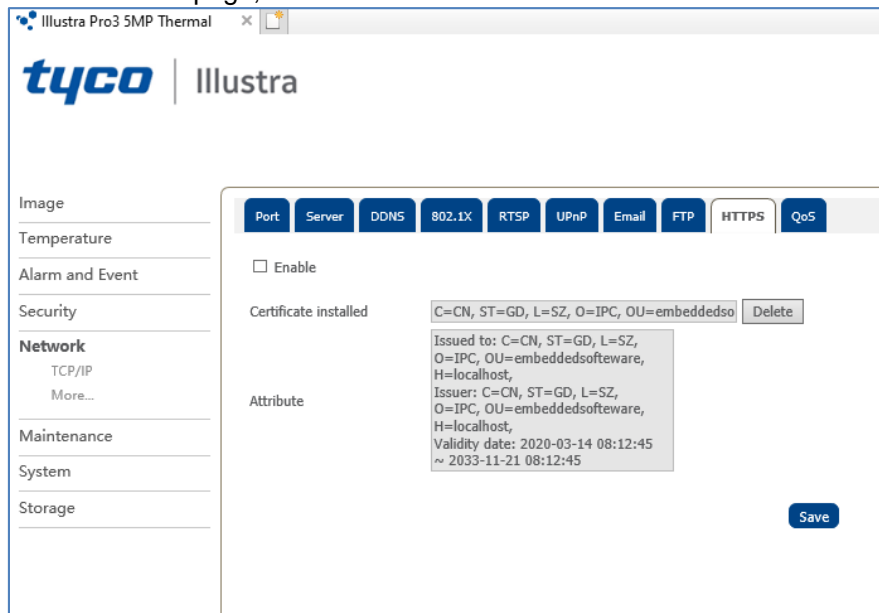 page,
Illustra Pro3 5MP Thermal
tyco | Illustra
Image
Temperature
Alarm and Event
Security
Network
TCP/IP
More...
Maintenance
System
Storage
Port Server DDNS 802.1X RTSP UPnP Email FTP HTTPS QoS
Enable
Certificate installed C=CN, ST=GD, L=SZ, O=IPC, OU=embeddedso Delete
Attribute
Issued to: C=CN, ST=GD, L=SZ,
O=IPC, OU=embeddedsofteware,
H=localhost,
Issuer: C=CN, ST=GD, L=SZ,
O=IPC, OU=embeddedsofteware,
H=localhost,
Validity date: 2020-03-14 08:12:45
~ 2033-11-21 08:12:45
Save